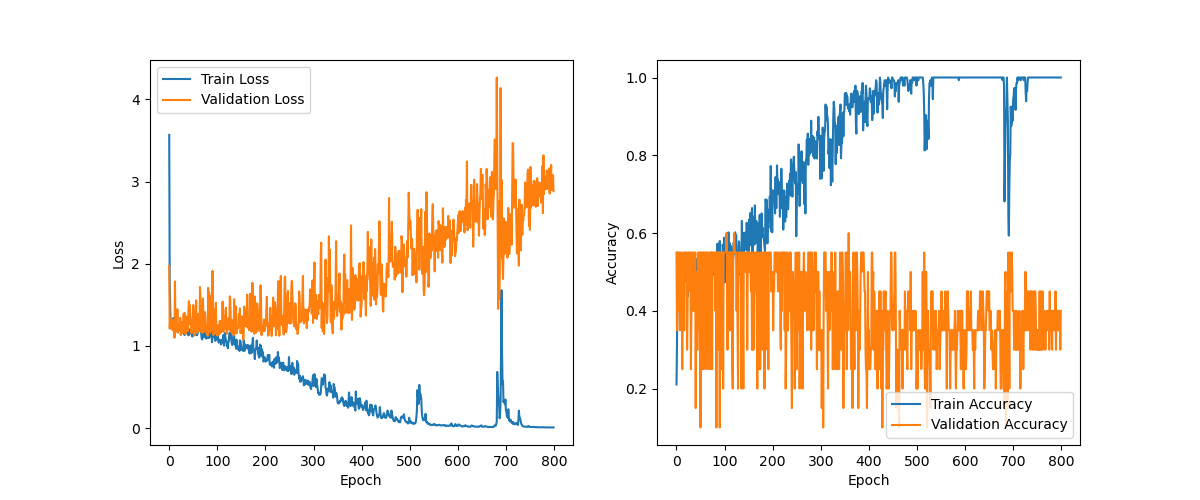 Train Loss
Validation Loss
Loss
4
3
2
1
0
0 100 200 300 400 500 600 700 800
Epoch
Accuracy
1.0
0.8
0.6
0.4
0.2
Train Accuracy
Validation Accuracy
0 100 200 300 400 500 600 700 800
Epoch